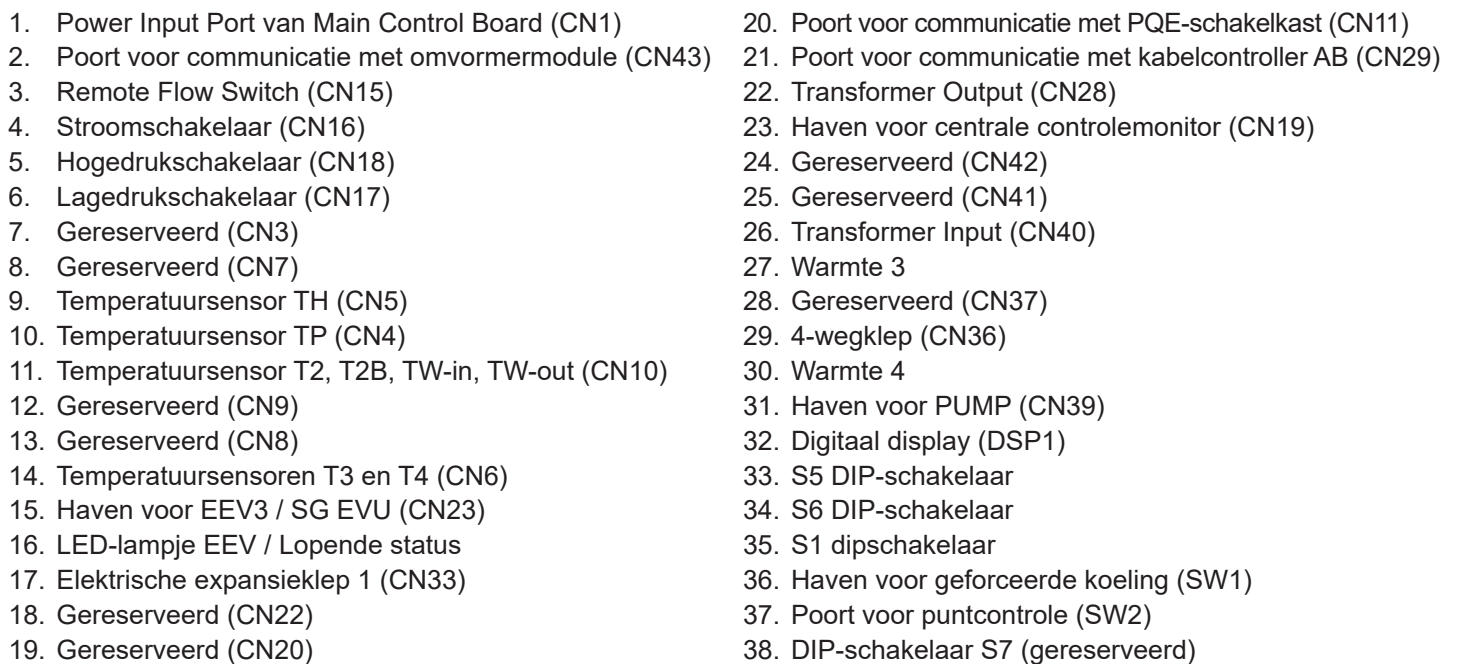 1. Power Input Port van Main Control Board (CN1)
2. Poort voor communicatie met omvormermodule (CN43)
3. Remote Flow Switch (CN15)
4. Stroomschakelaar (CN16)
5. Hogedrukschakelaar (CN18)
6. Lagedrukschakelaar (CN17)
7. Gereserveerd (CN3)
8. Gereserveerd (CN7)
9. Temperatuursensor TH (CN5)
10. Temperatuursensor TP (CN4)
11. Temperatuursensor T2, T2B, TW-in, TW-out (CN10)
12. Gereserveerd (CN9)
13. Gereserveerd (CN8)
14. Temperatuursensoren T3 en T4 (CN6)
15. Haven voor EEV3 / SG EVU (CN23)
16. LED-lampje EEV / Lopende status
17. Elektrische expansieklep 1 (CN33)
18. Gereserveerd (CN22)
19. Gereserveerd (CN20)
20. Poort voor communicatie met PQE-schakelkast (CN11)
21. Poort voor communicatie met kabelcontroller AB (CN29)
22. Transformer Output (CN28)
23. Haven voor centrale controlemonitor (CN19)
24. Gereserveerd (CN42)
25. Gereserveerd (CN41)
26. Transformer Input (CN40)
27. Warmte 3
28. Gereserveerd (CN37)
29. 4-wegklep (CN36)
30. Warmte 4
31. Haven voor PUMP (CN39)
32. Digitaal display (DSP1)
33. S5 DIP-schakelaar
34. S6 DIP-schakelaar
35. S1 dipschakelaar
36. Haven voor geforceerde koeling (SW1)
37. Poort voor puntcontrole (SW2)
38. DIP-schakelaar S7 (gereserveerd)